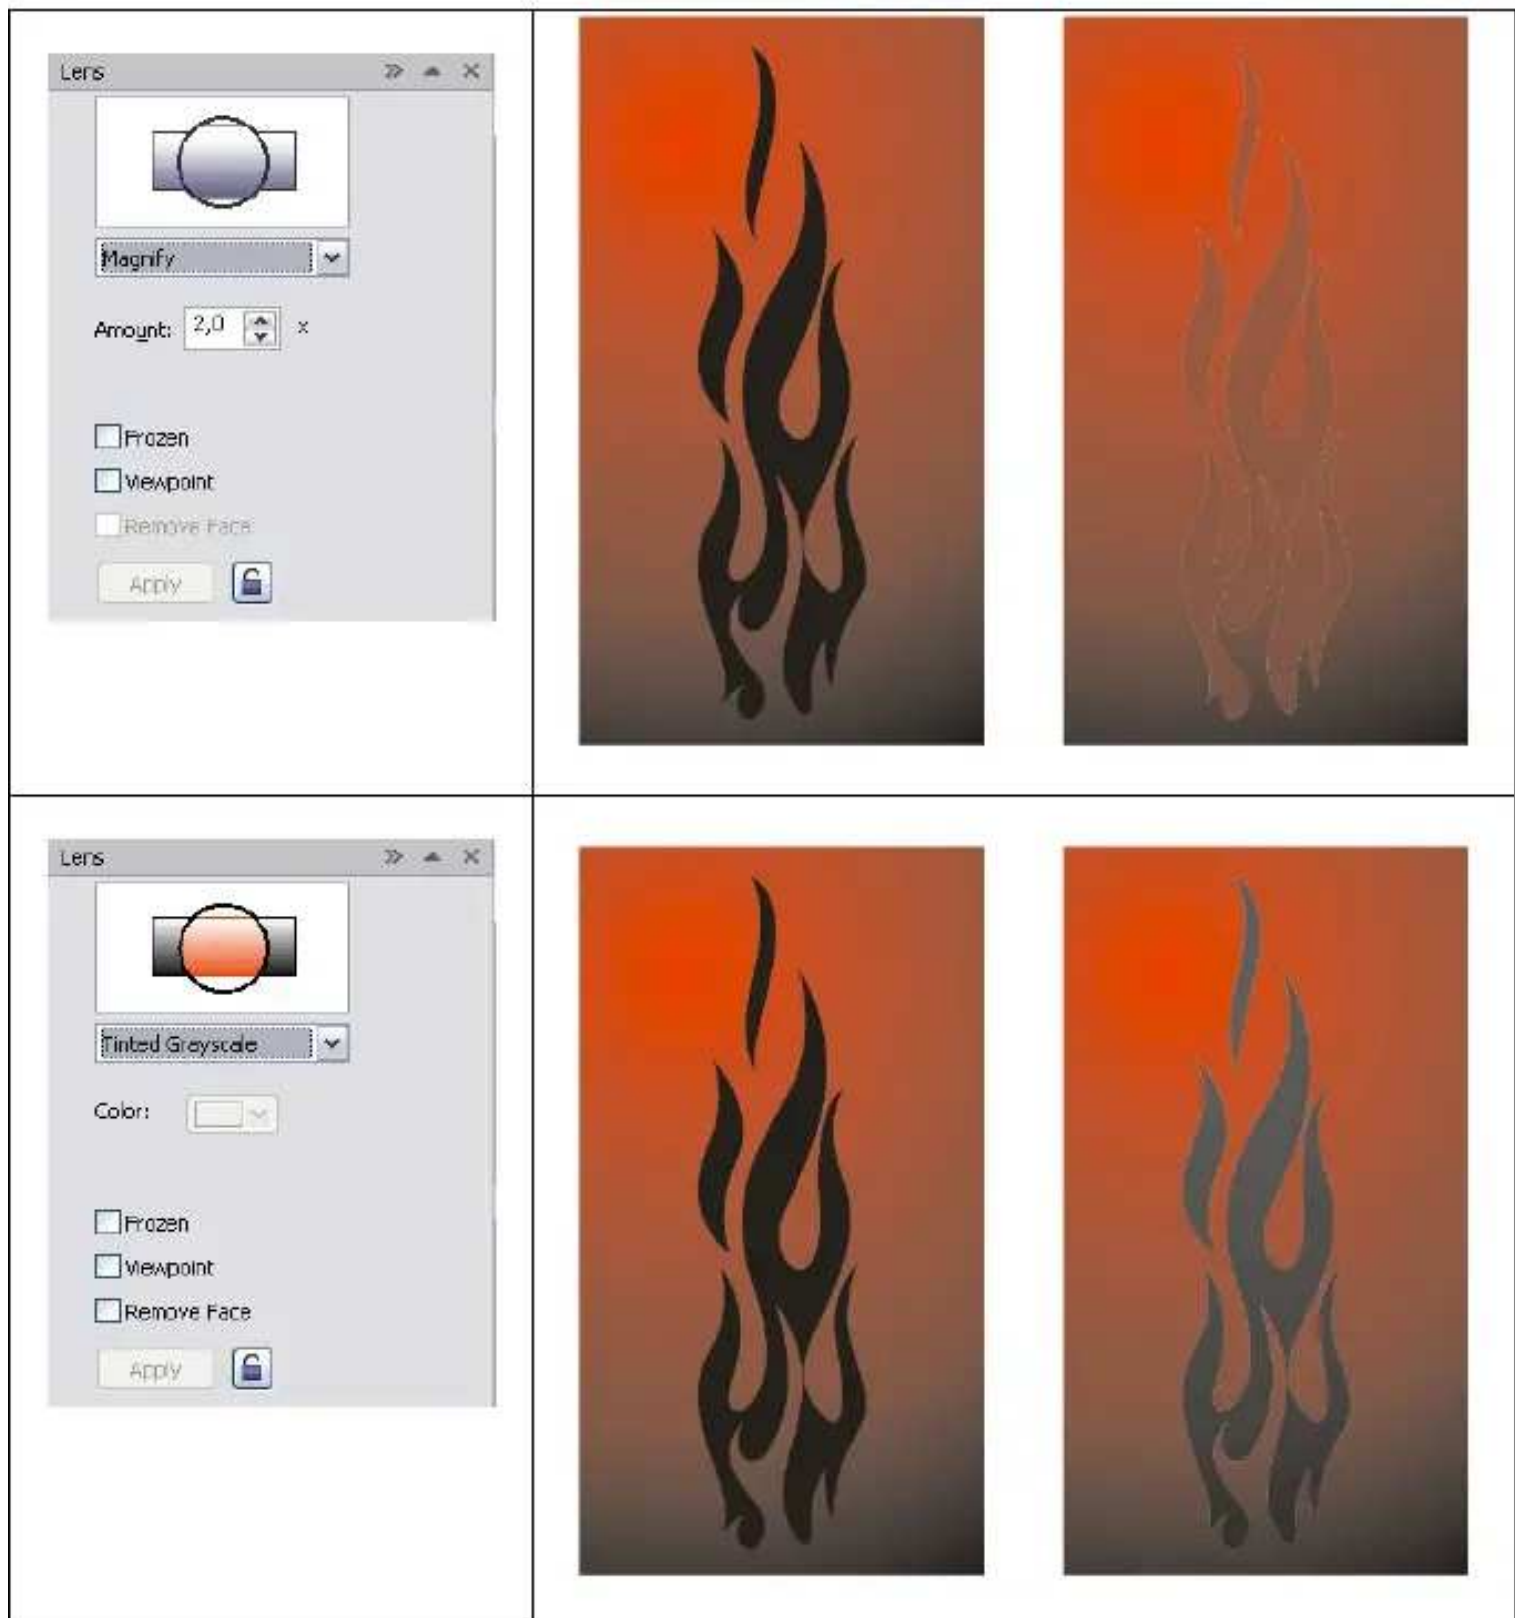 Lens
Magnify
Amount: 2,0 x
Frozen
Viewpoint
Remove Face
Apply
Lens
Tinted Grayscale
Color:
Frozen
Viewpoint
Remove Face
Apply